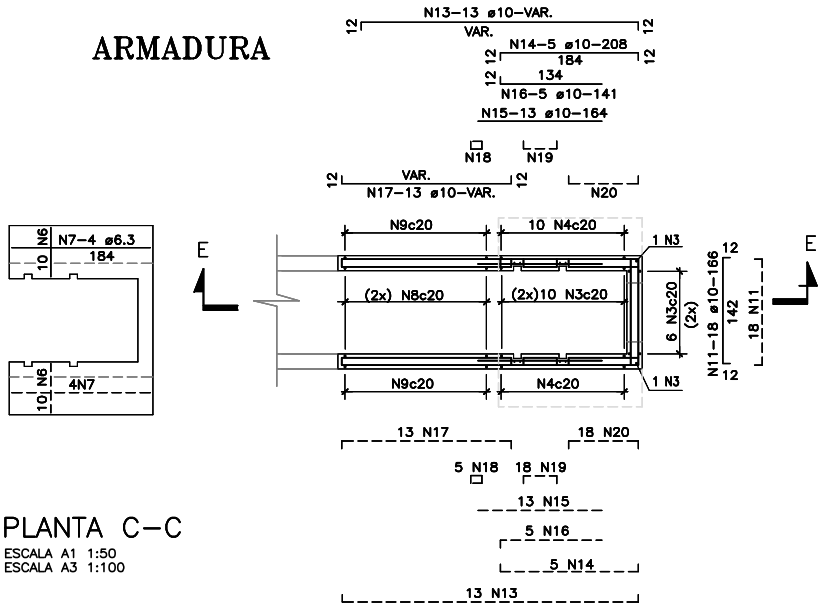 ARMADURA
12 N13-13 ø10-VAR. 12
VAR.
12 N14-5 ø10-208 12
184
12 134
N16-5 ø10-141
N15-13 ø10-164
N18 N19
12 VAR. 12
N17-13 ø10-VAR. N20
10 N6 N7-4 ø6.3
184
4N7
10 N6
E
N9c20 10 N4c20 1 N3
(2x) N8c20 (2x)10 N3c20
6 N3c20
(2x)
N9c20 N4c20 1 N3
12
N11-18 ø10-166
142
12
18 N11
E
13 N17 18 N20
5 N18 18 N19
13 N15
5 N16
5 N14
13 N13
PLANTA C-C
ESCALA A1 1:50
ESCALA A3 1:100